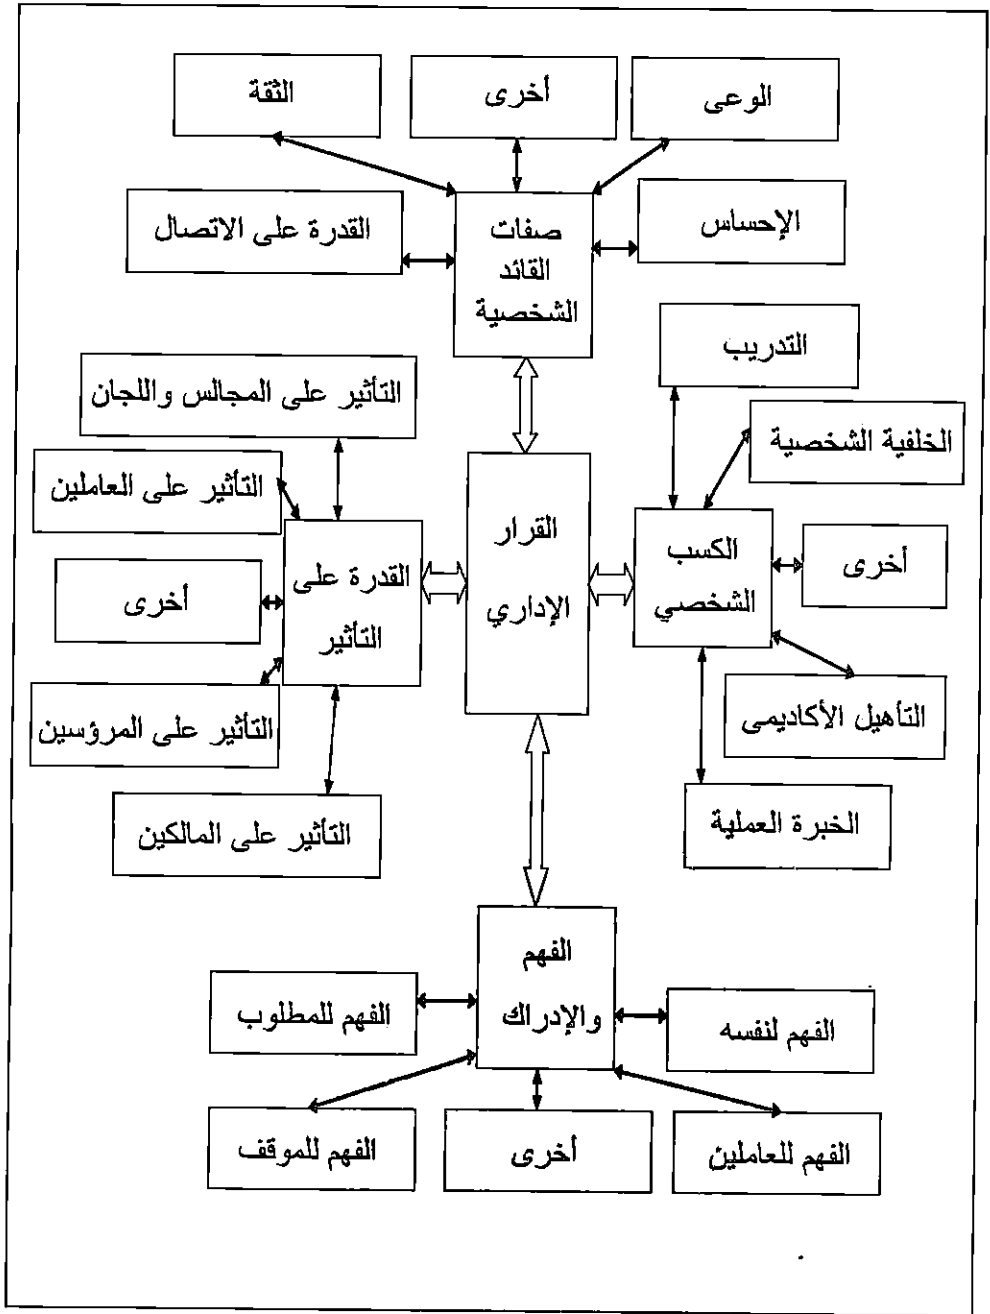 الوعى
أخرى
الثقة
الإحساس
صفات
القائد
الشخصية
القدرة على الاتصال
التدريب
التأثير على المجالس واللجان
الخلفية الشخصية
التأثير على العاملين
القرار
الإداري
الكسب
الشخصي
أخرى
القدرة على
التأثير
أخرى
التأهيل الأكاديمى
التأثير على المرؤسين
الخبرة العملية
التأثير على المالكين
الفهم
والإدراك
الفهم لنفسه
الفهم للمطلوب
الفهم للعاملين
أخرى
الفهم للموقف